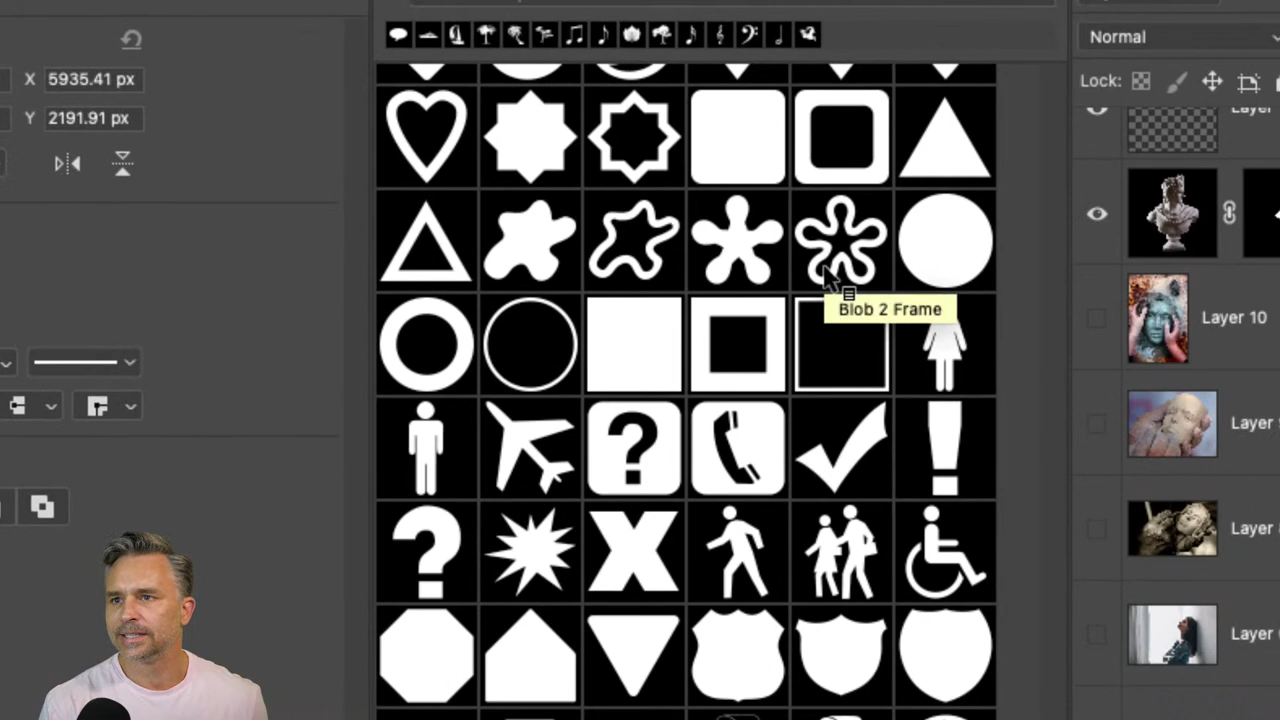 Normal
X 5935.41 px
Lock:
Y 2191.91 px
Layer
Blob 2 Frame
Layer 10
Layer
Layer
Layer